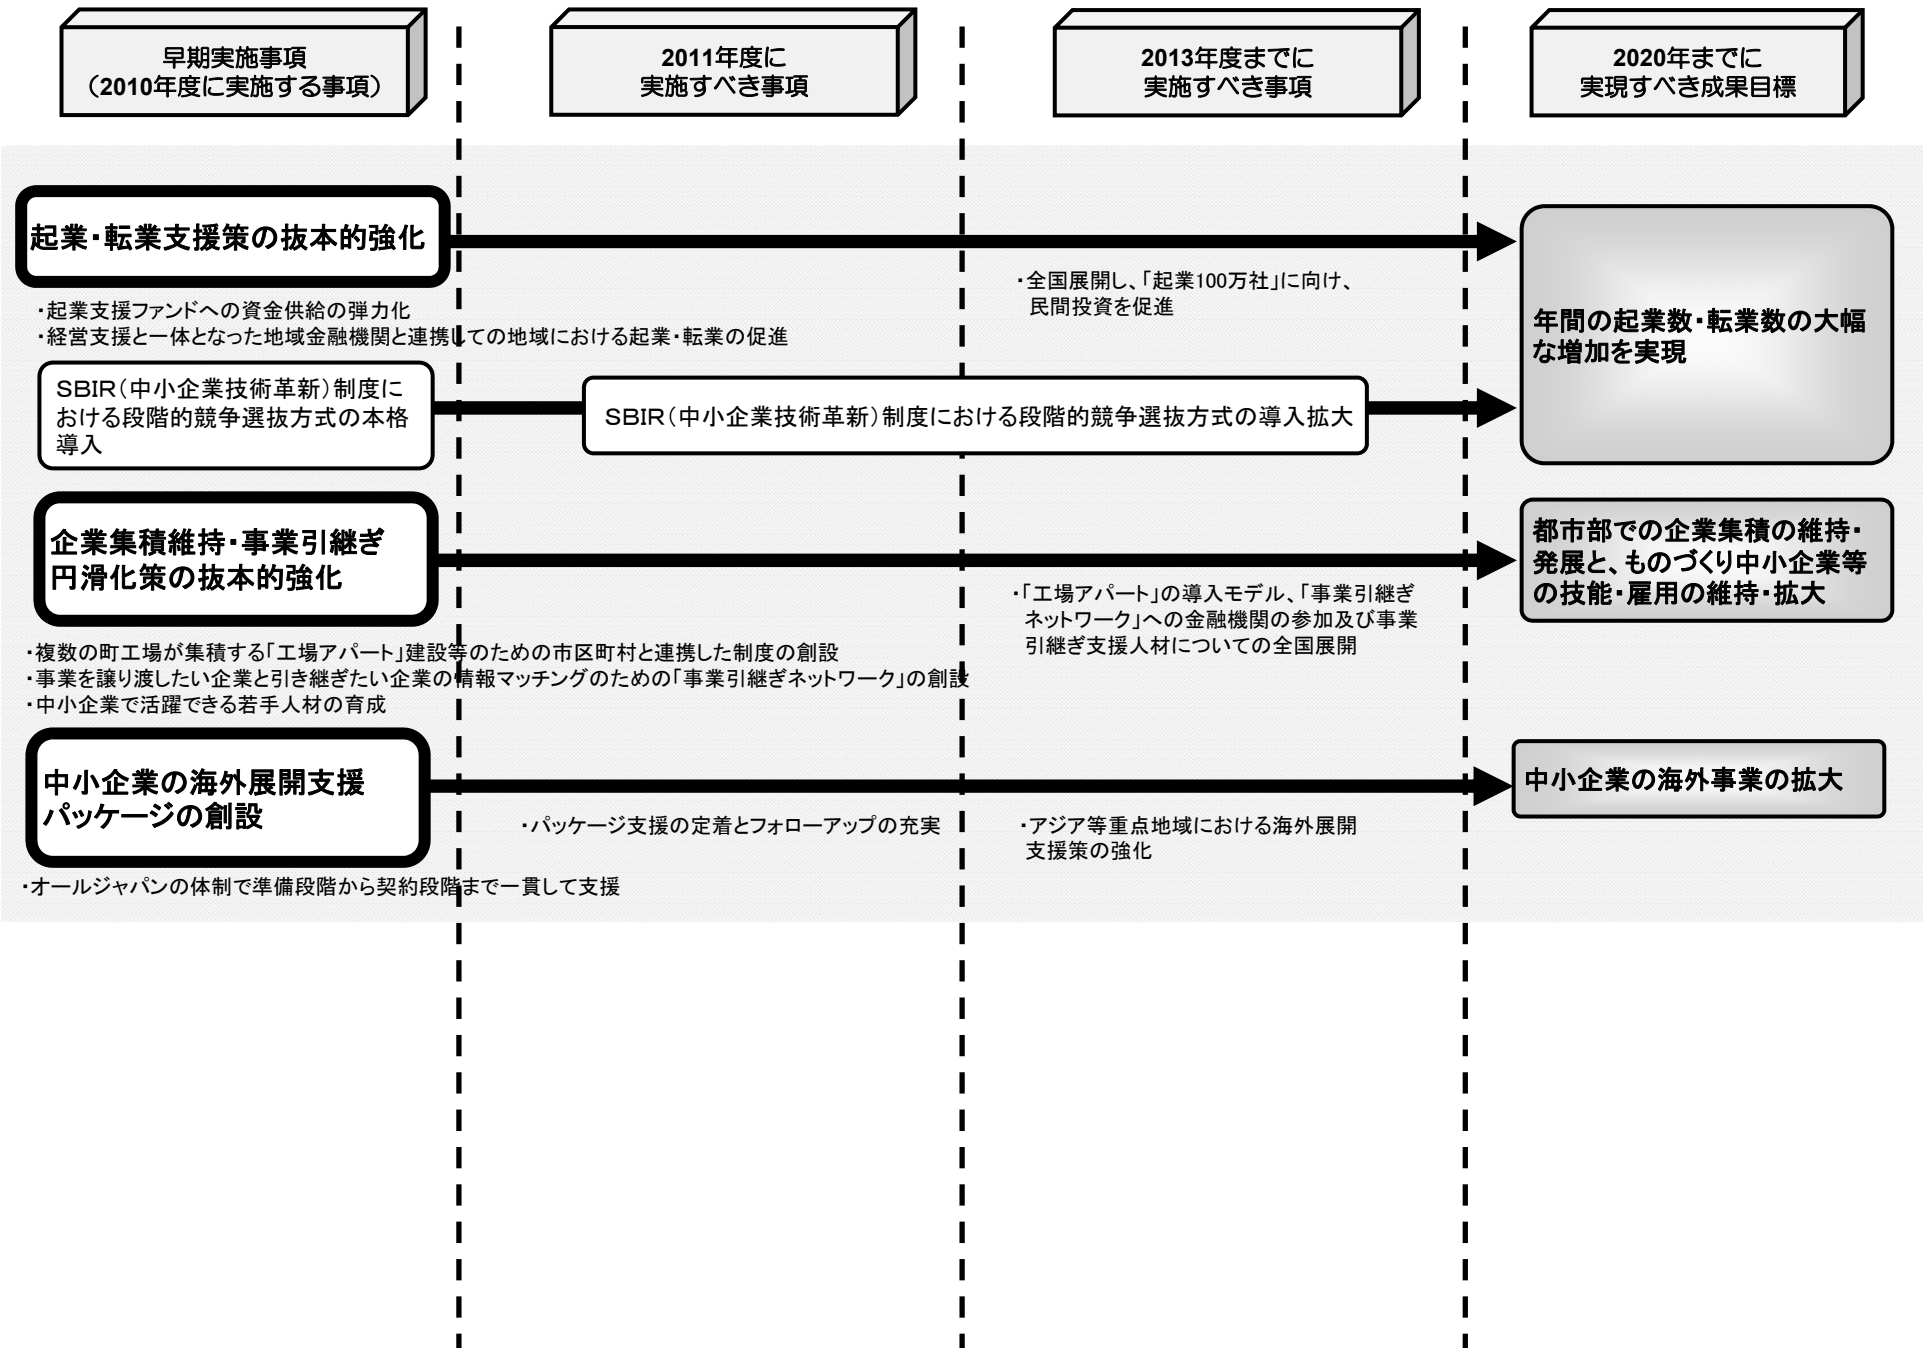 早期実施事項
（2010年度に実施する事項）
2011年度に
実施すべき事項
2013年度までに
実施すべき事項
2020年までに
実現すべき成果目標
起業・転業支援策の抜本的強化
・起業支援ファンドへの資金供給の弾力化
・経営支援と一体となった地域金融機関と連携しての地域における起業・転業の促進
・全国展開し、「起業100万社」に向け、
民間投資を促進
年間の起業数・転業数の大幅
な増加を実現
SBIR（中小企業技術革新）制度に
おける段階的競争選抜方式の本格
導入
SBIR（中小企業技術革新）制度における段階的競争選抜方式の導入拡大
企業集積維持・事業引継ぎ
円滑化策の抜本的強化
・複数の町工場が集積する「工場アパート」建設等のための市区町村と連携した制度の創設
・事業を譲り渡したい企業と引き継ぎたい企業の情報マッチングのための「事業引継ぎネットワーク」の創設
・中小企業で活躍できる若手人材の育成
・「工場アパート」の導入モデル、「事業引継ぎ
ネットワーク」への金融機関の参加及び事業
引継ぎ支援人材についての全国展開
都市部での企業集積の維持・
発展と、ものづくり中小企業等
の技能・雇用の維持・拡大
中小企業の海外展開支援
パッケージの創設
・オールジャパンの体制で準備段階から契約段階まで一貫して支援
・パッケージ支援の定着とフォローアップの充実
・アジア等重点地域における海外展開
支援策の強化
中小企業の海外事業の拡大